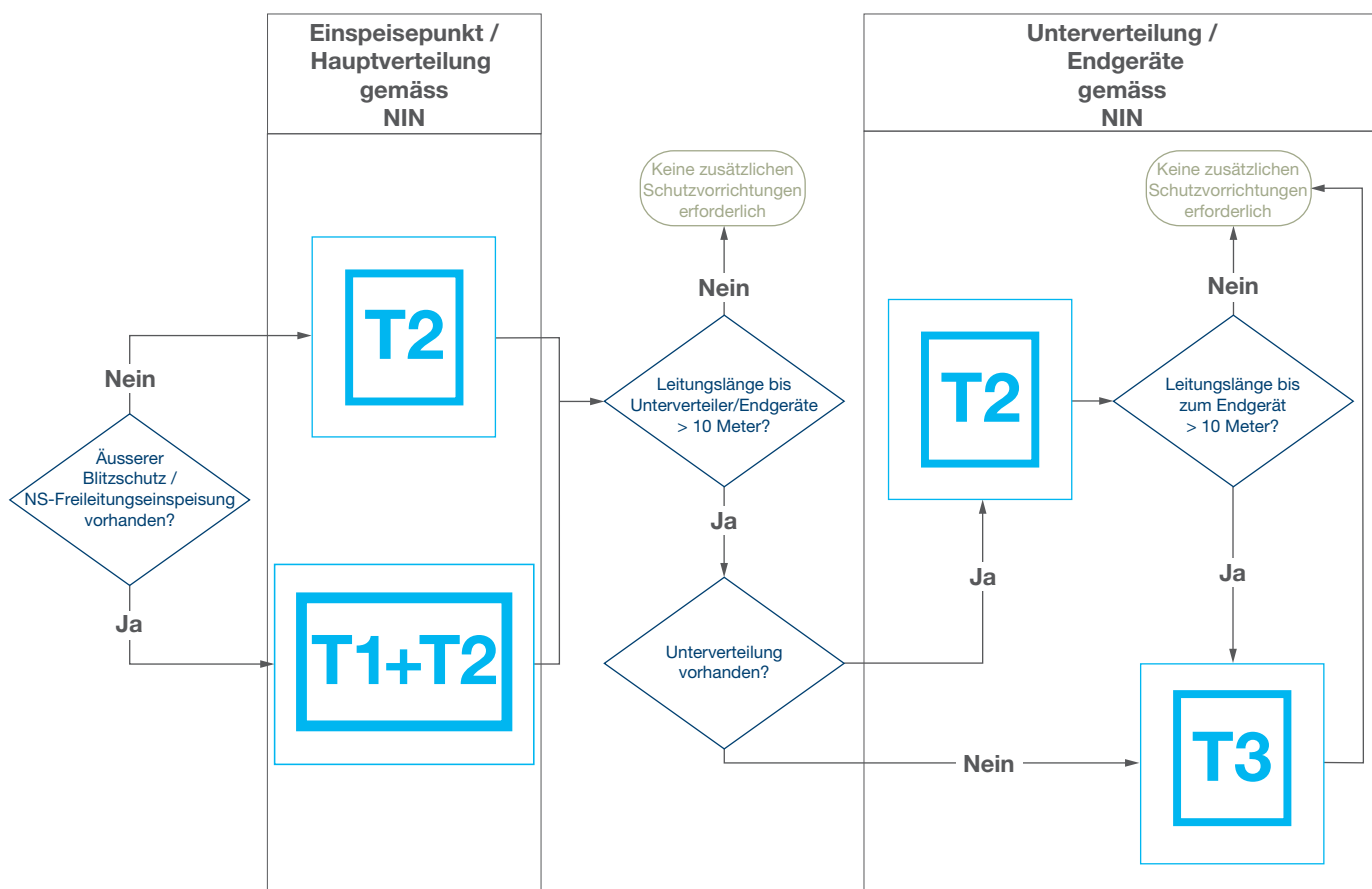 Einspeisepunkt /
Hauptverteilung
gemäss
NIN
Unterverteilung /
Endgeräte
gemäss
NIN
Keine zusätzlichen
Schutzvorrichtungen
erforderlich
Keine zusätzlichen
Schutzvorrichtungen
erforderlich
Nein
Nein
T2
Nein
Leitungslänge bis
Unterverteiler/Endgeräte
> 10 Meter?
T2
Leitungslänge bis
zum Endgerät
> 10 Meter?
Äusserer
Blitzschutz /
NS-Freileitungseinspeisung
vorhanden?
Ja
Ja
Ja
Ja
T1+T2
Unterverteilung
vorhanden?
T3
Nein